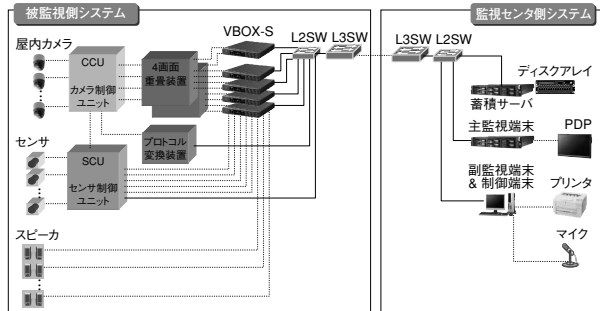 被監視側システム
監視センタ側システム
屋内カメラ
CCU
カメラ制御
ユニット
4画面
重畳装置
VBOX-S
L2SW
L3SW
L3SW
L2SW
ディスクアレイ
蓄積サーバ
プロトコル
変換装置
主監視端末
PDP
センサ
SCU
センサ制御
ユニット
副監視端末
& 制御端末
プリンタ
スピーカ
マイク